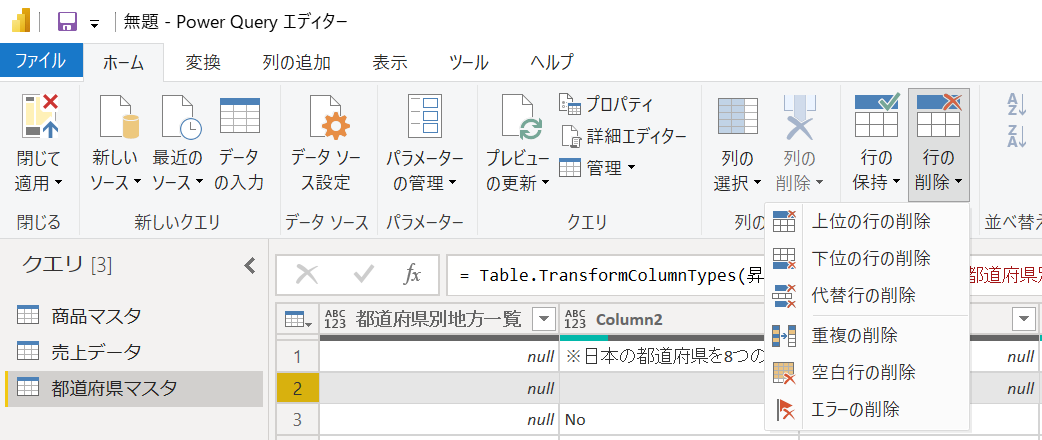 無題 - Power Query エディター
ファイル ホーム 変換 列の追加 表示 ツール ヘルプ
閉じて
適用
新しい
ソース
最近の
ソース
データ
の入力
データ ソー
ス設定
パラメーター
の管理
プレビュー
の更新
プロパティ
詳細エディター
管理
列の
選択
列の
削除
行の
保持
行の
削除
閉じる 新しいクエリ データ ソース パラメーター クエリ 列の 並べ替え
上位の行の削除
下位の行の削除
代替行の削除
重複の削除
空白行の削除
エラーの削除
クエリ [3]
商品マスタ
売上データ
都道府県マスタ
fx = Table.TransformColumnTypes(昇 都道府県別
ABC
123 都道府県別地方一覧
ABC
123 Column2
1 null ※日本の都道府県を8つの null
2 null null
3 null No